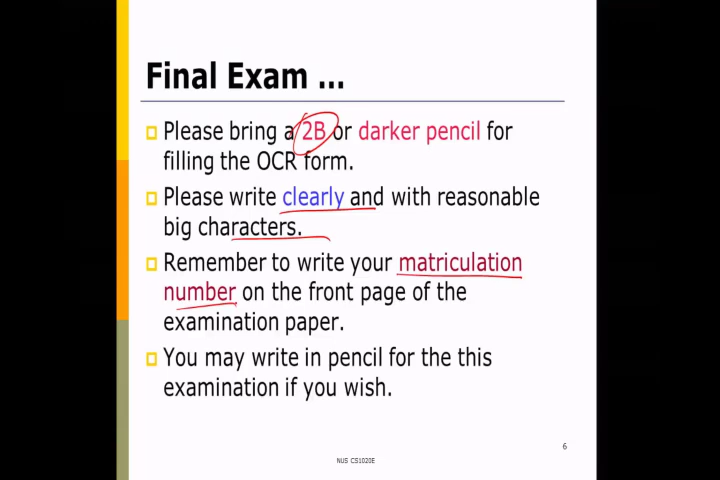 Final Exam ...
Please bring a 2B or darker pencil for
filling the OCR form.
Please write clearly and with reasonable
big characters.
Remember to write your matriculation
number on the front page of the
examination paper.
You may write in pencil for the this
examination if you wish.
6
NUS CS1020E